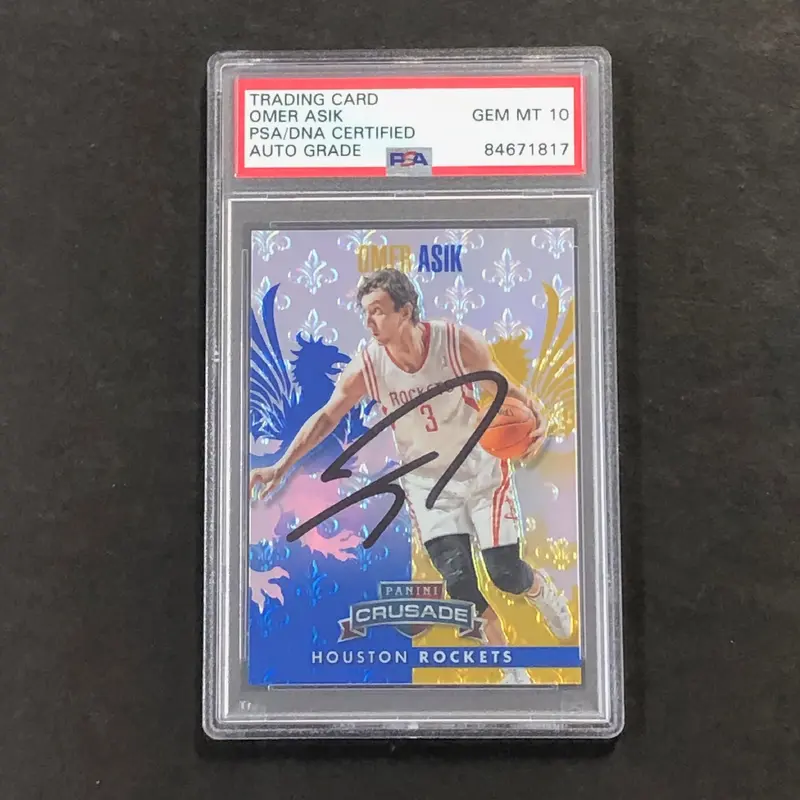 TRADING CARD
OMER ASIK GEM MT 10
PSA/DNA CERTIFIED
AUTO GRADE PSA 84671817
OMER ASIK
ROCKETS
3
PANINI
CRUSADE
HOUSTON ROCKETS